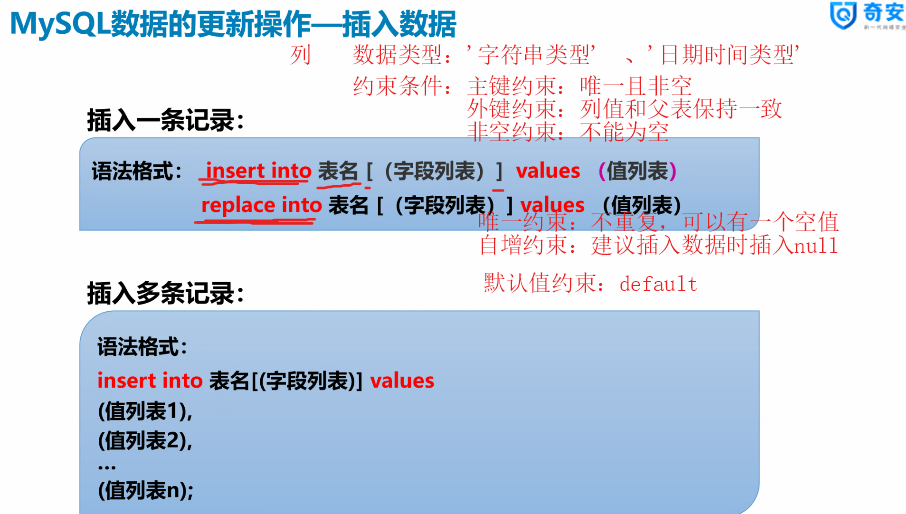 MySQL数据的更新操作—插入数据
奇安
新一代网络安全
列 数据类型：'字符串类型' 、'日期时间类型'
约束条件：主键约束：唯一且非空
外键约束：列值和父表保持一致
非空约束：不能为空
插入一条记录：
语法格式： insert into 表名 [（字段列表）] values （值列表）
replace into 表名 [（字段列表）] values （值列表）
唯一约束：不重复，可以有一个空值
自增约束：建议插入数据时插入null
默认值约束：default
插入多条记录：
语法格式：
insert into 表名[(字段列表)] values
(值列表1),
(值列表2),
…
(值列表n);